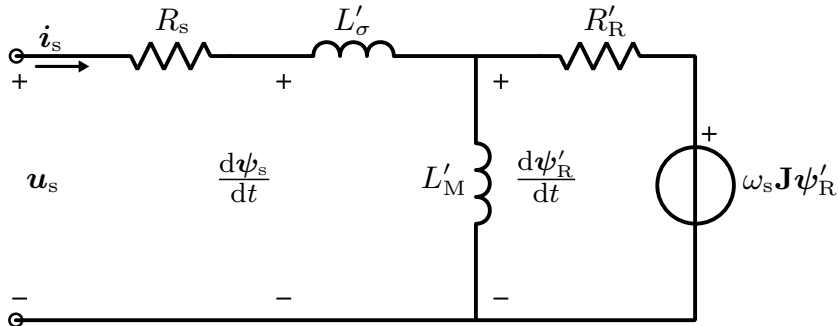 i_s R_s L′_σ R′_R
+ + + +
u_s dψ_s/dt L′_M dψ′_R/dt ω_s Jψ′_R
− − −